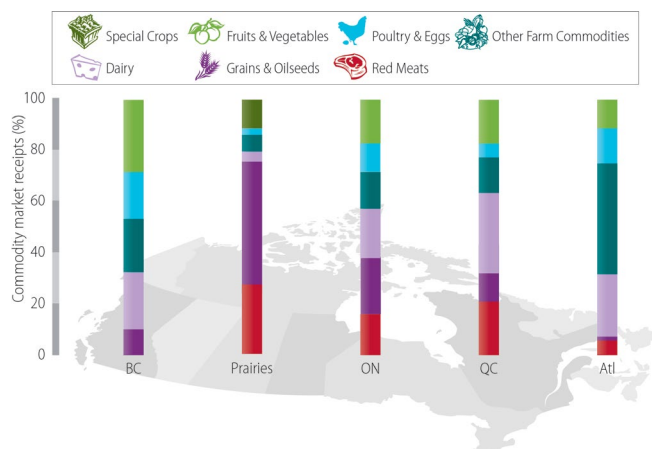 Special Crops
Fruits & Vegetables
Poultry & Eggs
Other Farm Commodities
Dairy
Grains & Oilseeds
Red Meats
Commodity market receipts (%)
100
80
60
40
20
0
BC
Prairies
ON
QC
Atl